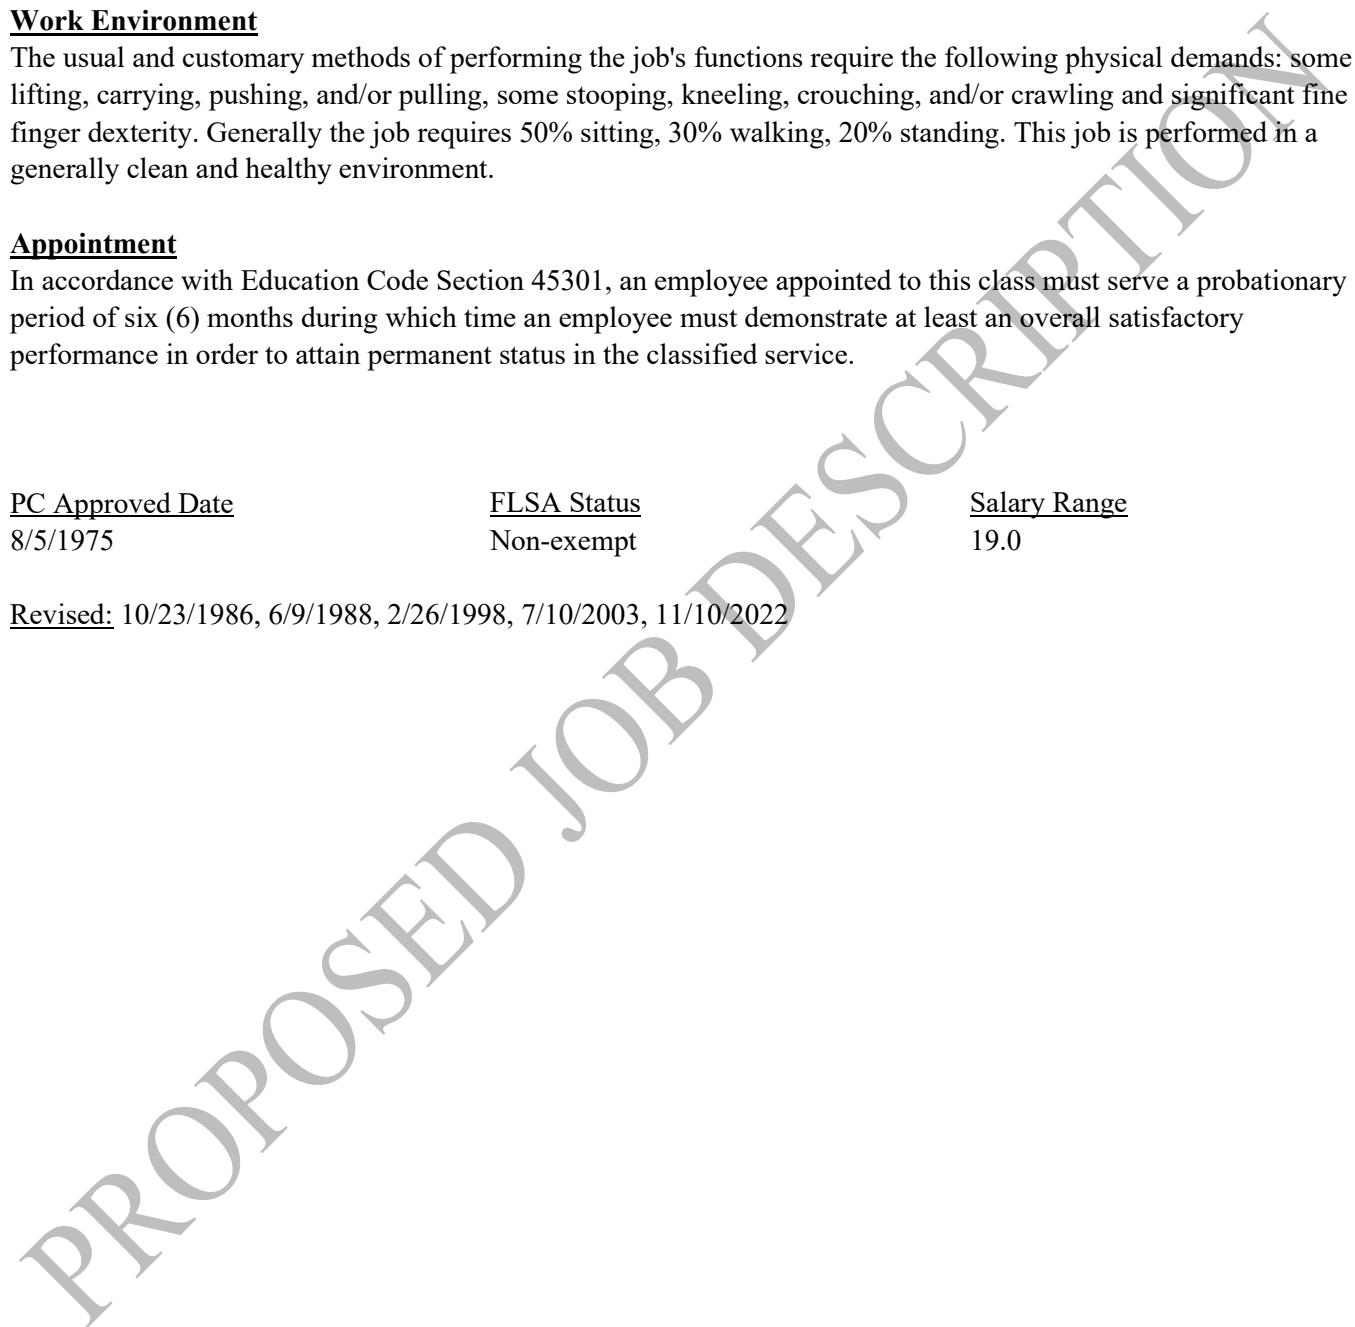 Work Environment
The usual and customary methods of performing the job's functions require the following physical demands: some
lifting, carrying, pushing, and/or pulling, some stooping, kneeling, crouching, and/or crawling and significant fine
finger dexterity. Generally the job requires 50% sitting, 30% walking, 20% standing. This job is performed in a
generally clean and healthy environment.
Appointment
In accordance with Education Code Section 45301, an employee appointed to this class must serve a probationary
period of six (6) months during which time an employee must demonstrate at least an overall satisfactory
performance in order to attain permanent status in the classified service.
PC Approved Date FLSA Status Salary Range
8/5/1975 Non-exempt 19.0
Revised: 10/23/1986, 6/9/1988, 2/26/1998, 7/10/2003, 11/10/2022
PROPOSED JOB DESCRIPTION